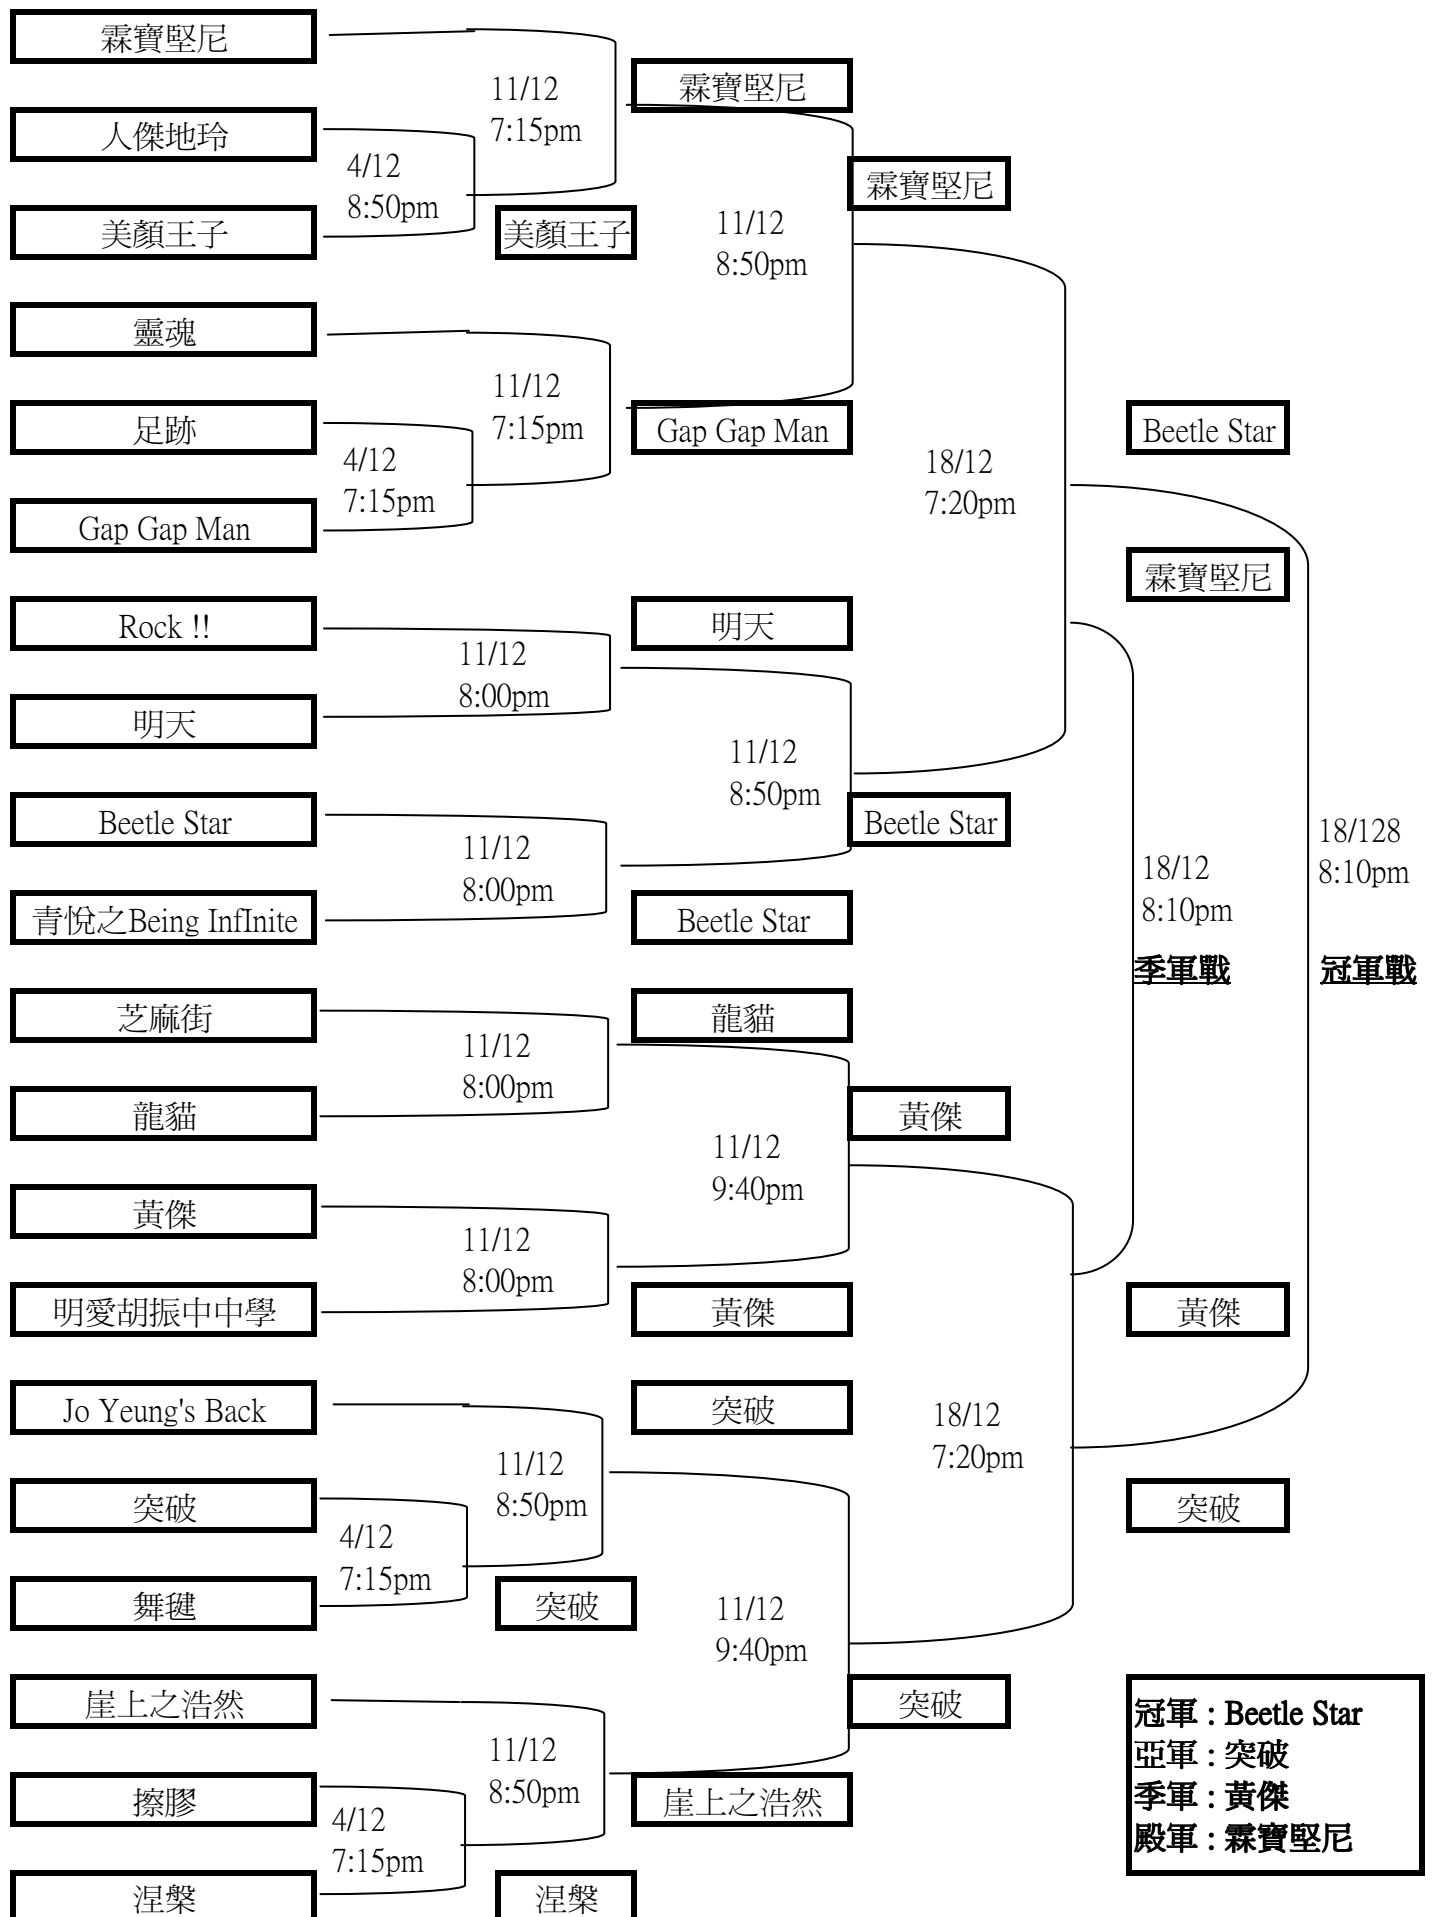 霖寶堅尼
11/12
7:15pm
霖寶堅尼
人傑地玲
4/12
8:50pm
霖寶堅尼
美顏王子
美顏王子
11/12
8:50pm
靈魂
11/12
7:15pm
足跡
4/12
7:15pm
Gap Gap Man
Beetle Star
18/12
7:20pm
Gap Gap Man
霖寶堅尼
Rock !!
11/12
8:00pm
明天
明天
11/12
8:50pm
Beetle Star
11/12
8:00pm
Beetle Star
18/128
8:10pm
18/12
8:10pm
青悅之Being InfInite
Beetle Star
季軍戰
冠軍戰
芝麻街
11/12
8:00pm
龍貓
龍貓
黃傑
11/12
9:40pm
黃傑
11/12
8:00pm
明愛胡振中中學
黃傑
黃傑
Jo Yeung's Back
突破
18/12
7:20pm
11/12
8:50pm
突破
4/12
7:15pm
突破
舞毽
突破
11/12
9:40pm
崖上之浩然
突破
11/12
8:50pm
擦膠
4/12
7:15pm
崖上之浩然
涅槃
涅槃
冠軍 : Beetle Star
亞軍 : 突破
季軍 : 黃傑
殿軍 : 霖寶堅尼